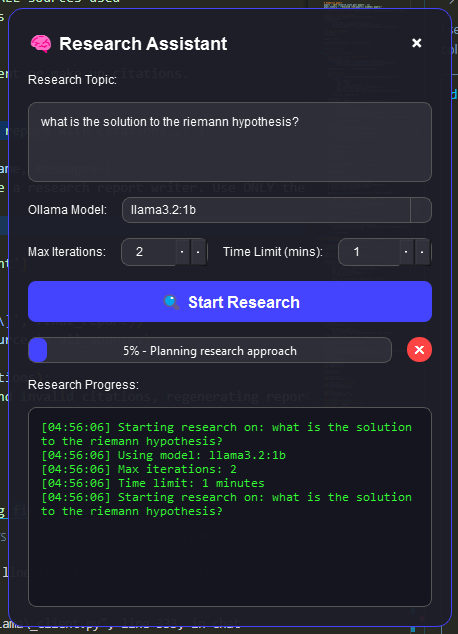 Research Assistant
×
Research Topic:
what is the solution to the riemann hypothesis?
Ollama Model:
llama3.2:1b
Max Iterations:
2
Time Limit (mins):
1
Start Research
5% - Planning research approach
Research Progress:
[04:56:06] Starting research on: what is the solution
to the riemann hypothesis?
[04:56:06] Using model: llama3.2:1b
[04:56:06] Max iterations: 2
[04:56:06] Time limit: 1 minutes
[04:56:06] Starting research on: what is the solution
to the riemann hypothesis?